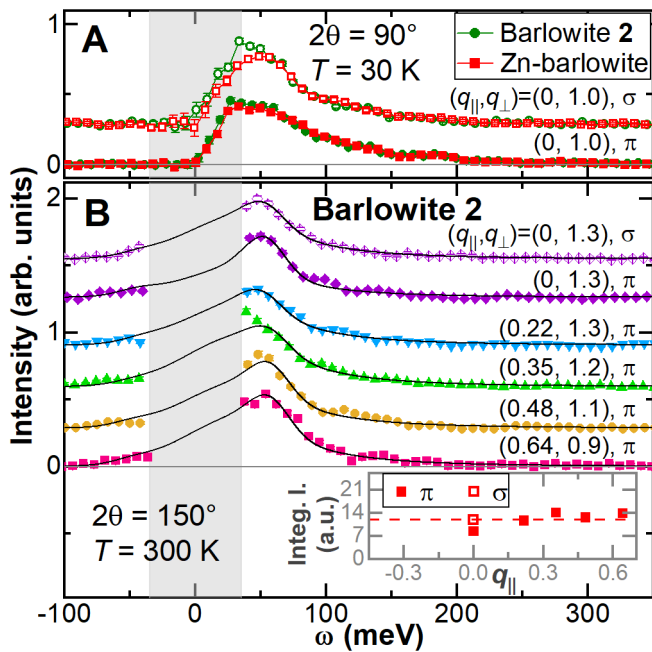 A
2θ = 90°
T = 30 K
Barlowite 2
Zn-barlowite
(q||,q⊥)=(0, 1.0), σ
(0, 1.0), π
1
0
B
Barlowite 2
(q||,q⊥)=(0, 1.3), σ
(0, 1.3), π
(0.22, 1.3), π
(0.35, 1.2), π
(0.48, 1.1), π
(0.64, 0.9), π
2
1
0
Intensity (arb. units)
2θ = 150°
T = 300 K
π
σ
Integ. I.
(a.u.)
21
14
7
0
-0.3
0.0
0.3
0.6
q||
-100
0
100
200
300
ω (meV)